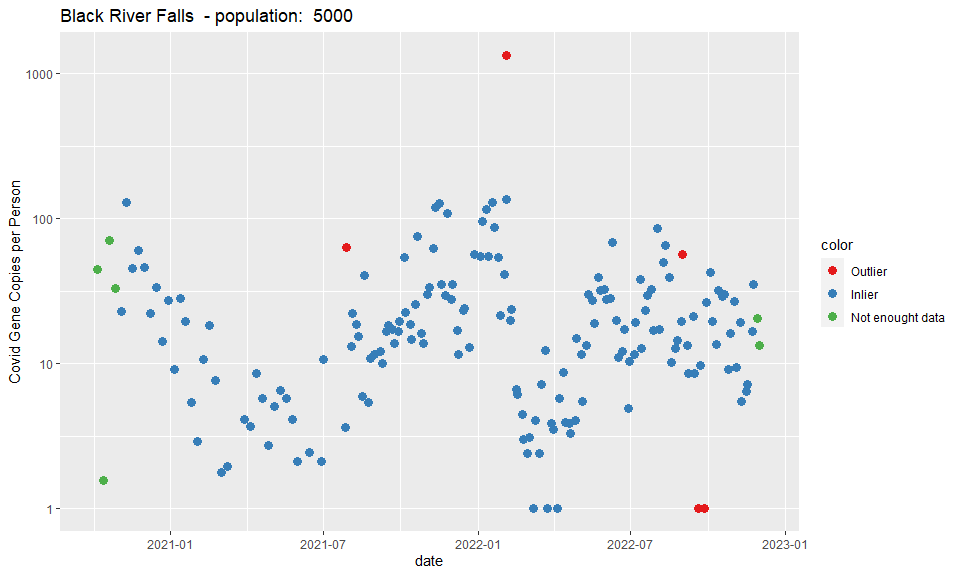 Black River Falls  - population:  5000
Covid Gene Copies per Person
1000
100
10
1
2021-01
2021-07
2022-01
2022-07
2023-01
date
color
Outlier
Inlier
Not enought data